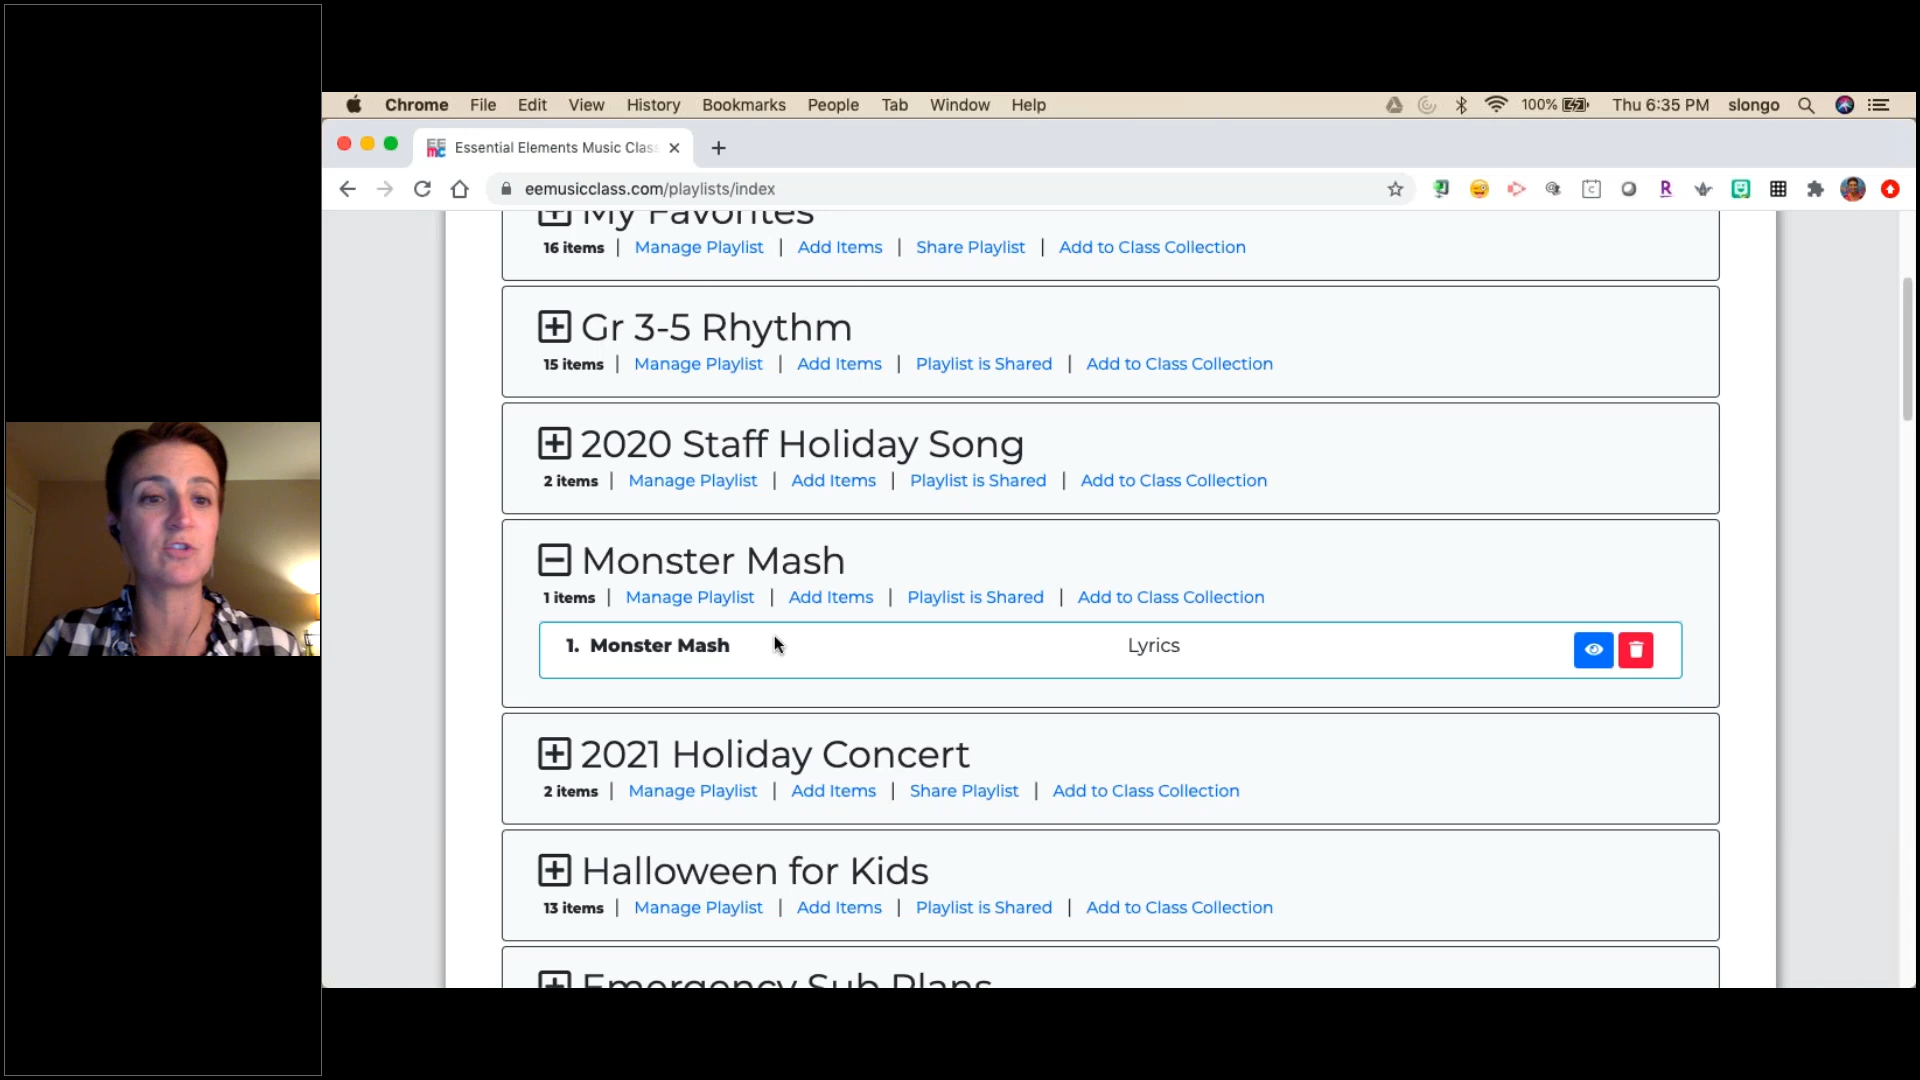 Chrome File Edit View History Bookmarks People Tab Window Help 100% Thu 6:35 PM slongo
Essential Elements Music Clas
eemusicclass.com/playlists/index
My Favorites
16 items | Manage Playlist | Add Items | Share Playlist | Add to Class Collection
Gr 3-5 Rhythm
15 items | Manage Playlist | Add Items | Playlist is Shared | Add to Class Collection
2020 Staff Holiday Song
2 items | Manage Playlist | Add Items | Playlist is Shared | Add to Class Collection
Monster Mash
1 items | Manage Playlist | Add Items | Playlist is Shared | Add to Class Collection
1. Monster Mash Lyrics
2021 Holiday Concert
2 items | Manage Playlist | Add Items | Share Playlist | Add to Class Collection
Halloween for Kids
13 items | Manage Playlist | Add Items | Playlist is Shared | Add to Class Collection
Emergency Sub Plans